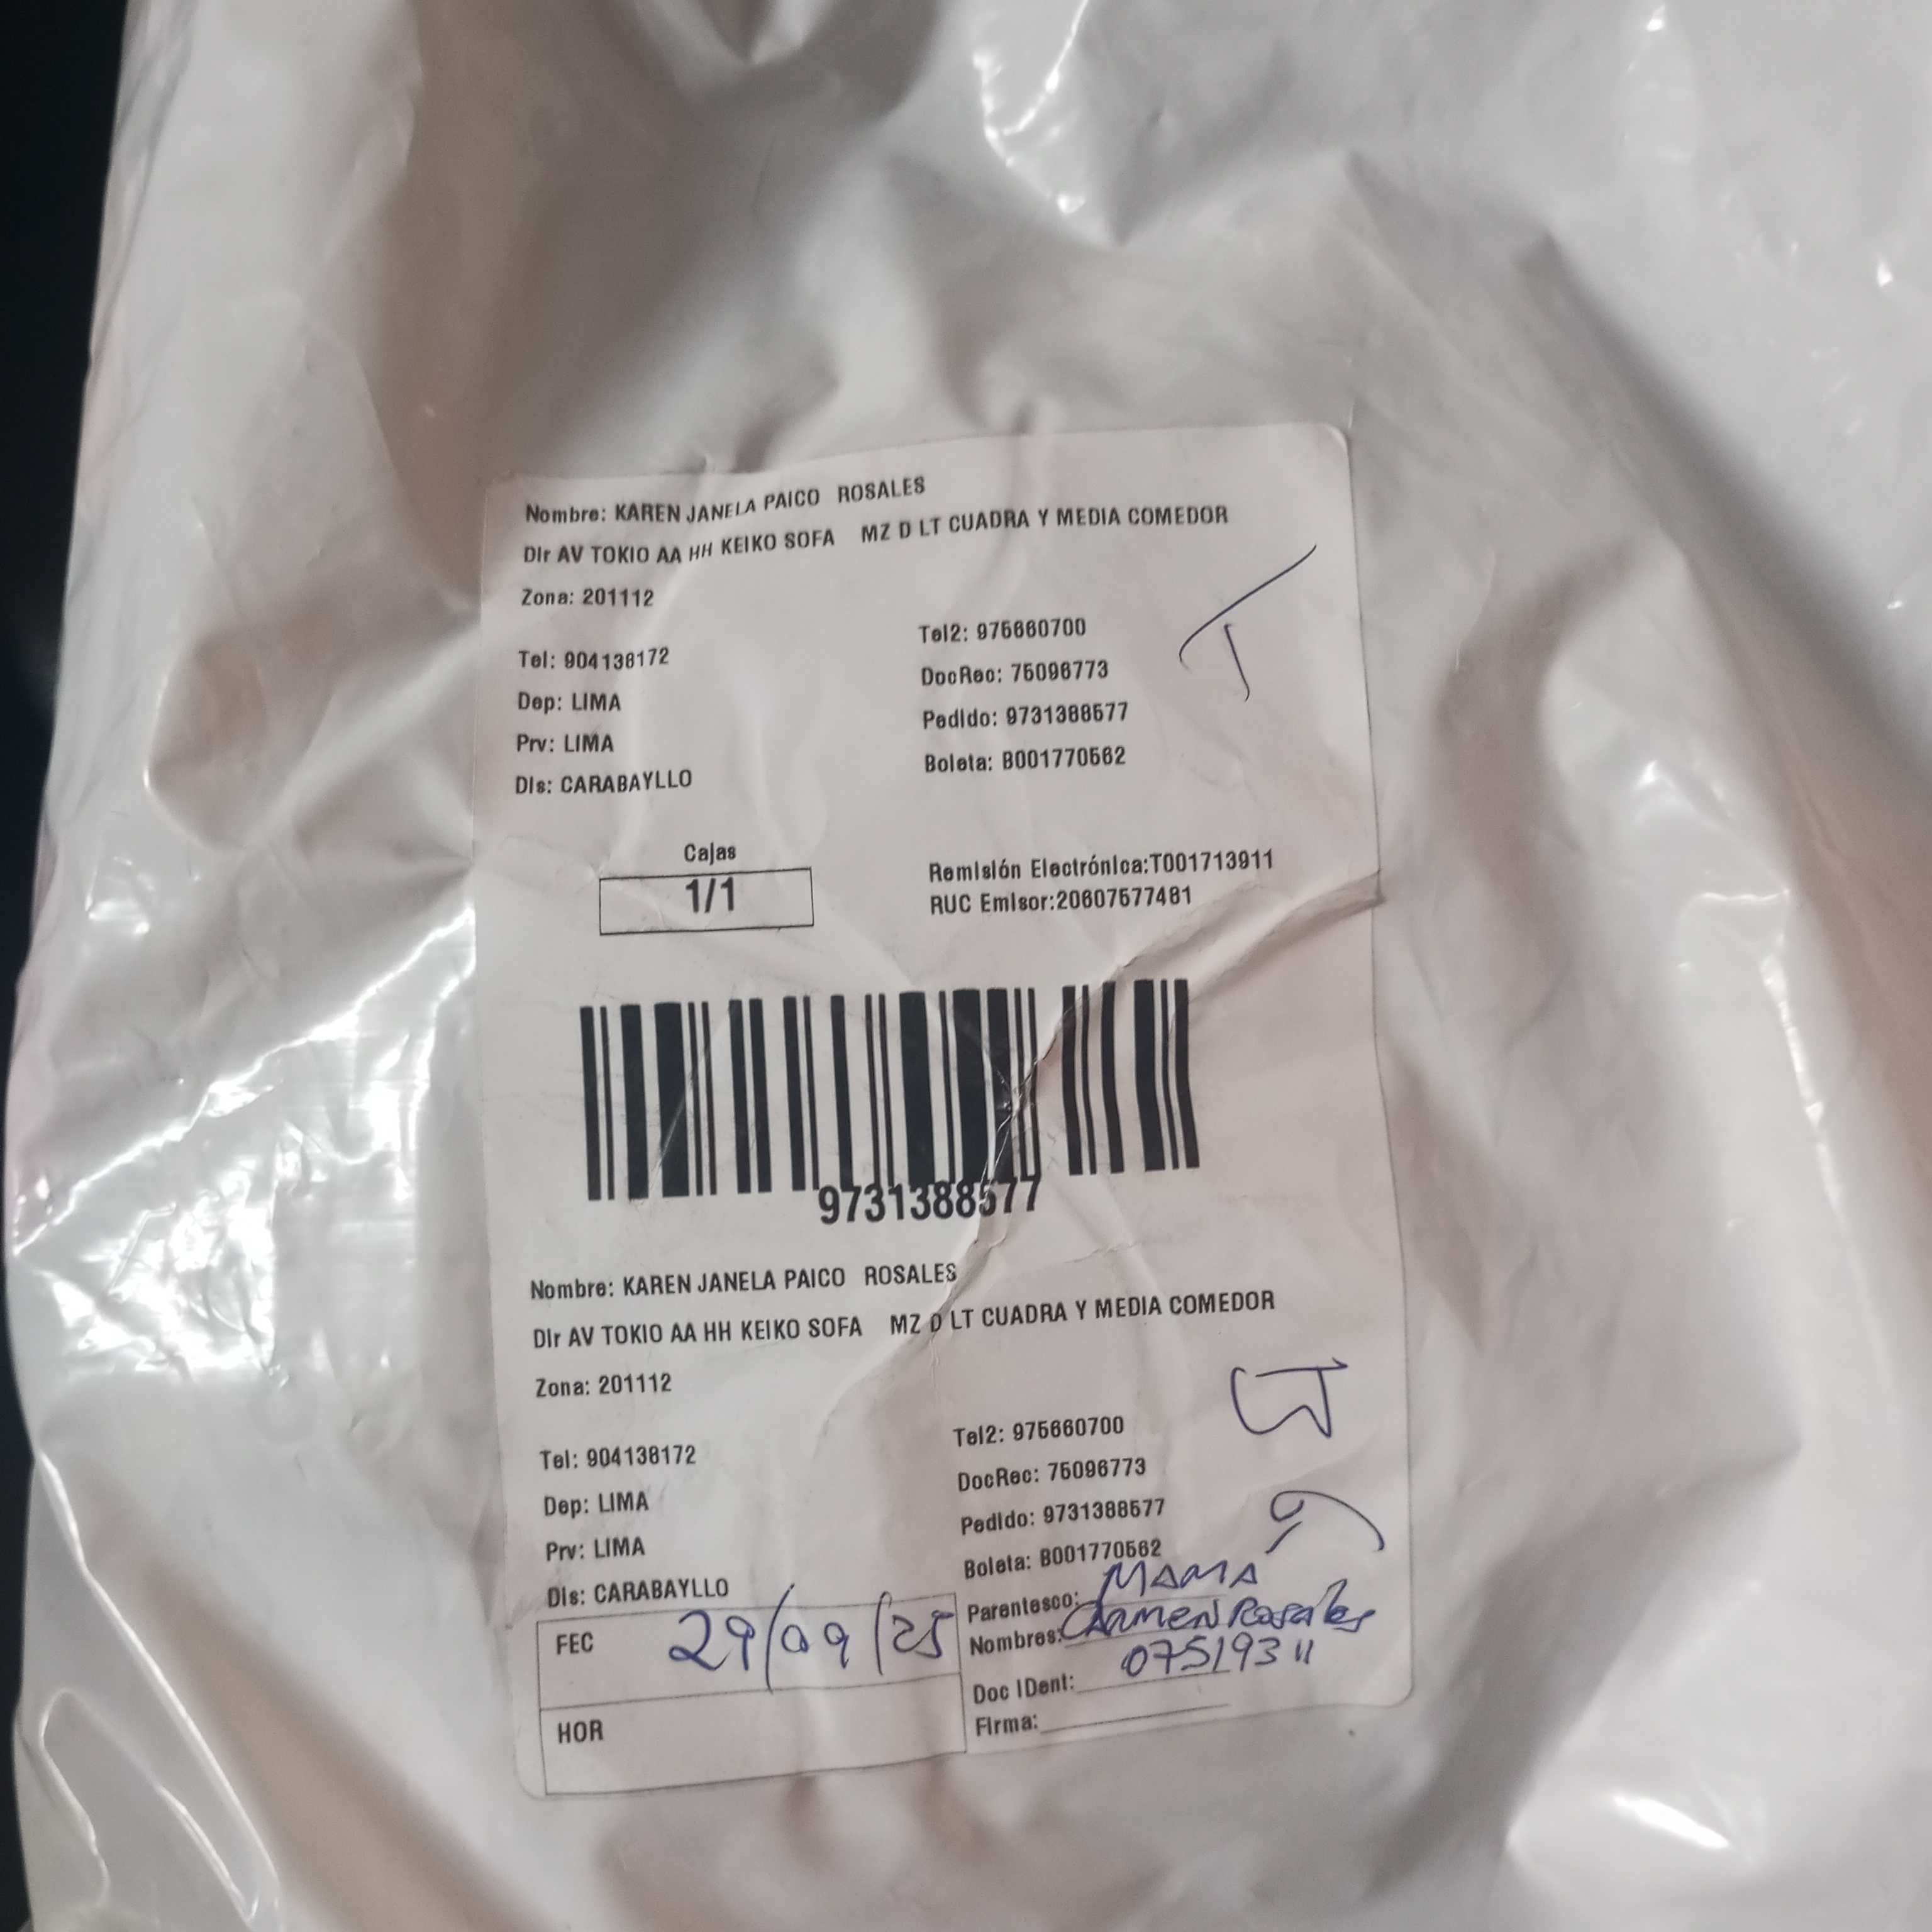 Nombre: KAREN JANELA PAICO ROSALES
Dir AV TOKIO AA HH KEIKO SOFA MZ D LT CUADRA Y MEDIA COMEDOR
Zona: 201112
Tel: 904138172
Dep: LIMA
Prv: LIMA
Dis: CARABAYLLO
Tel2: 975660700
DocRec: 75096773
Pedido: 9731388577
Boleta: B001770562
Cajas
1/1
Remisión Electrónica:T001713911
RUC Emisor:20607577481
9731388577
Nombre: KAREN JANELA PAICO ROSALES
Dir AV TOKIO AA HH KEIKO SOFA MZ D LT CUADRA Y MEDIA COMEDOR
Zona: 201112
Tel: 904138172
Dep: LIMA
Prv: LIMA
Dis: CARABAYLLO
Tel2: 975660700
DocRec: 75096773
Pedido: 9731388577
Boleta: B001770562
FEC 29/09/25
HOR
Parentesco: MAMA
Nombres: Carmen Rosales
Doc IDent: 07519311
Firma: